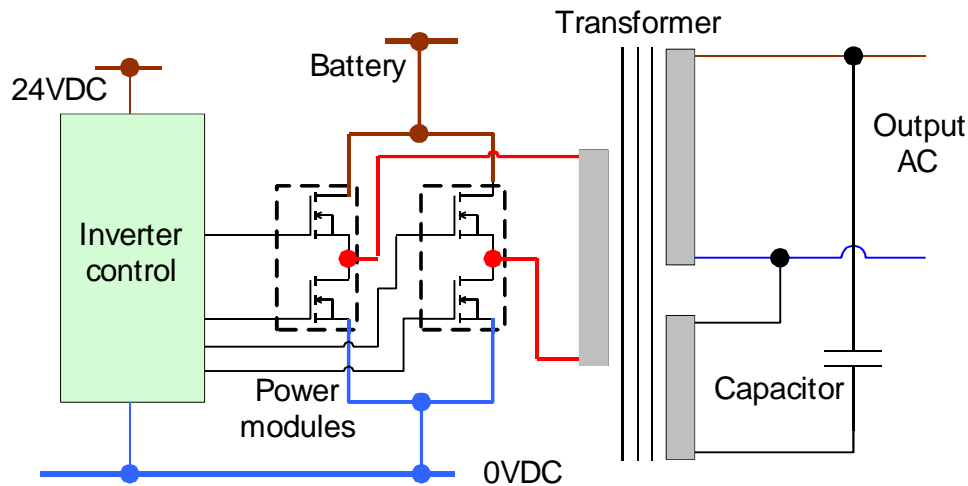 Transformer
Battery
24VDC
Output
AC
Inverter
control
Capacitor
Power
modules
0VDC